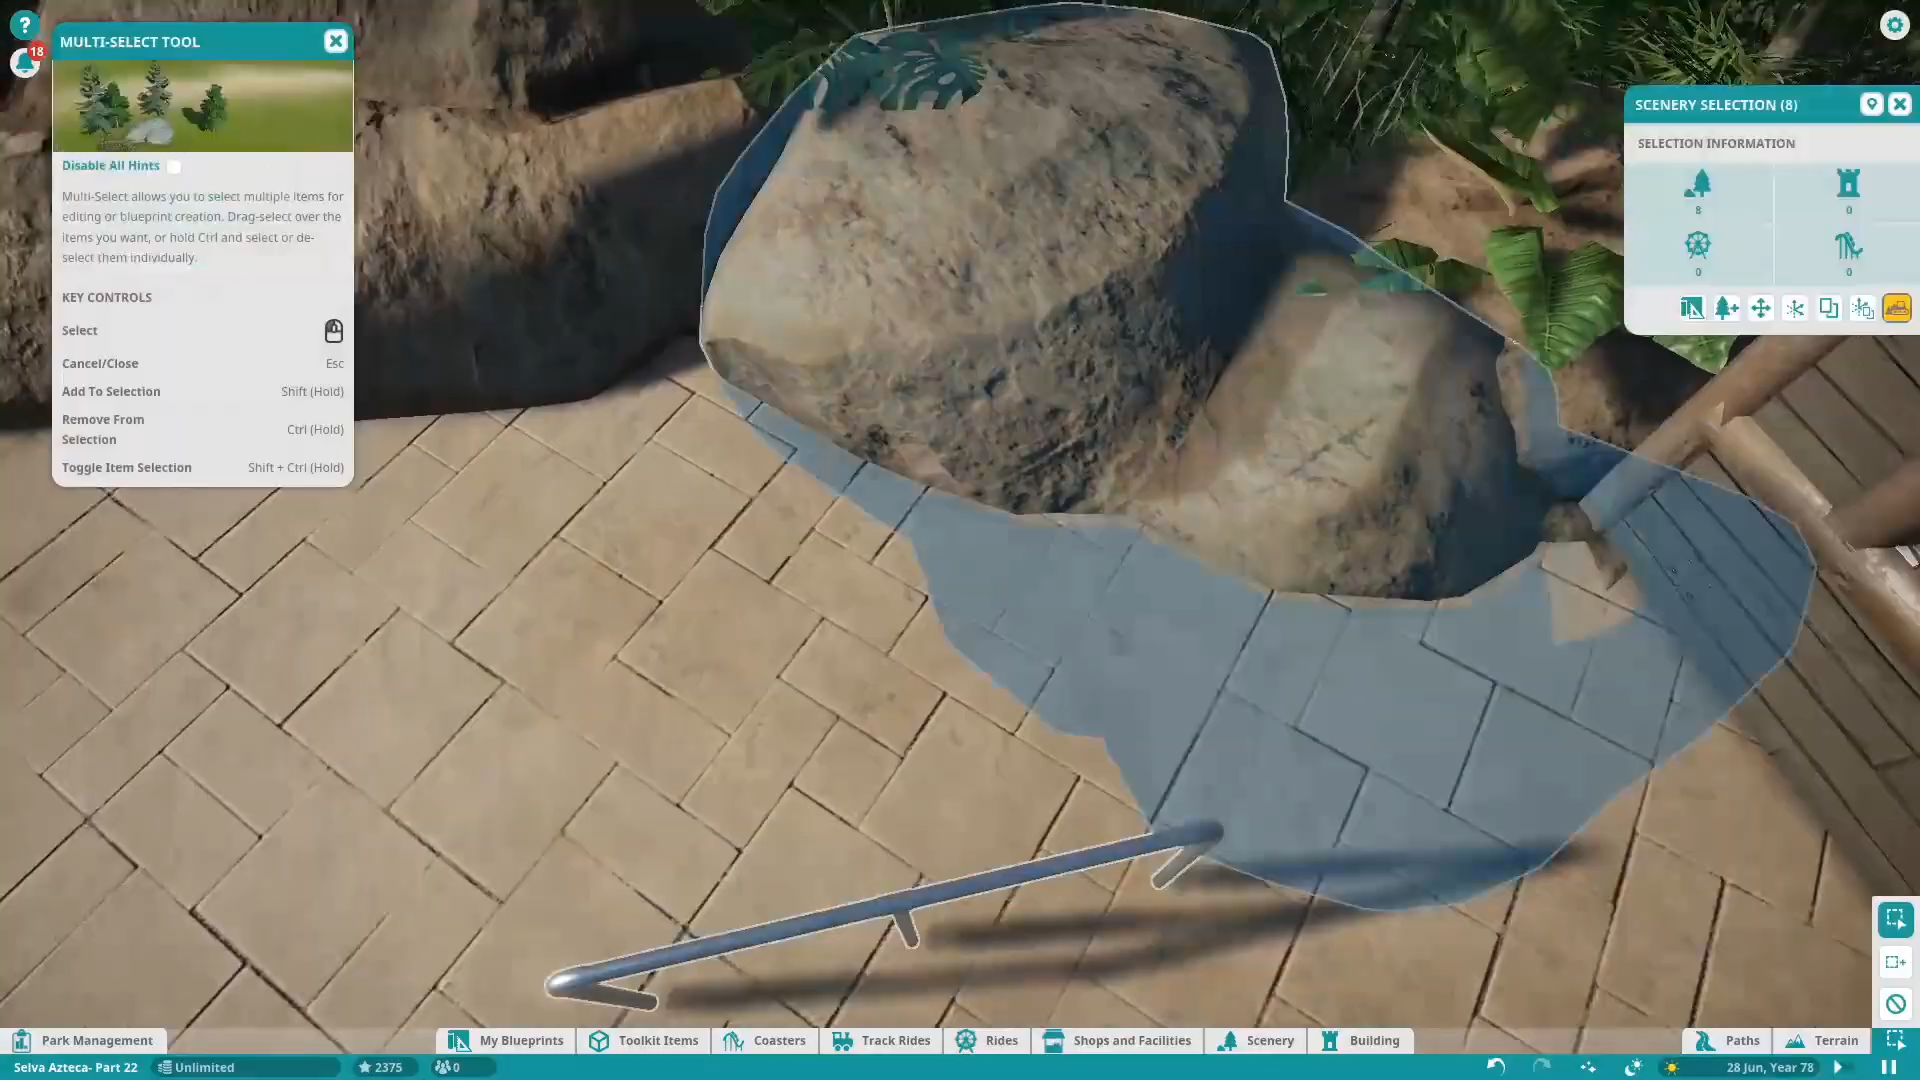 ?
18
MULTI-SELECT TOOL
Disable All Hints
Multi-Select allows you to select multiple items for
editing or blueprint creation. Drag-select over the
items you want, or hold Ctrl and select or de-
select them individually.
KEY CONTROLS
Select
Cancel/Close Esc
Add To Selection Shift (Hold)
Remove From
Selection Ctrl (Hold)
Toggle Item Selection Shift + Ctrl (Hold)
SCENERY SELECTION (8)
SELECTION INFORMATION
8 0
0 0
Park Management My Blueprints Toolkit Items Coasters Track Rides Rides Shops and Facilities Scenery Building Paths Terrain
Selva Azteca- Part 22 Unlimited 2375 0 28 Jun, Year 78